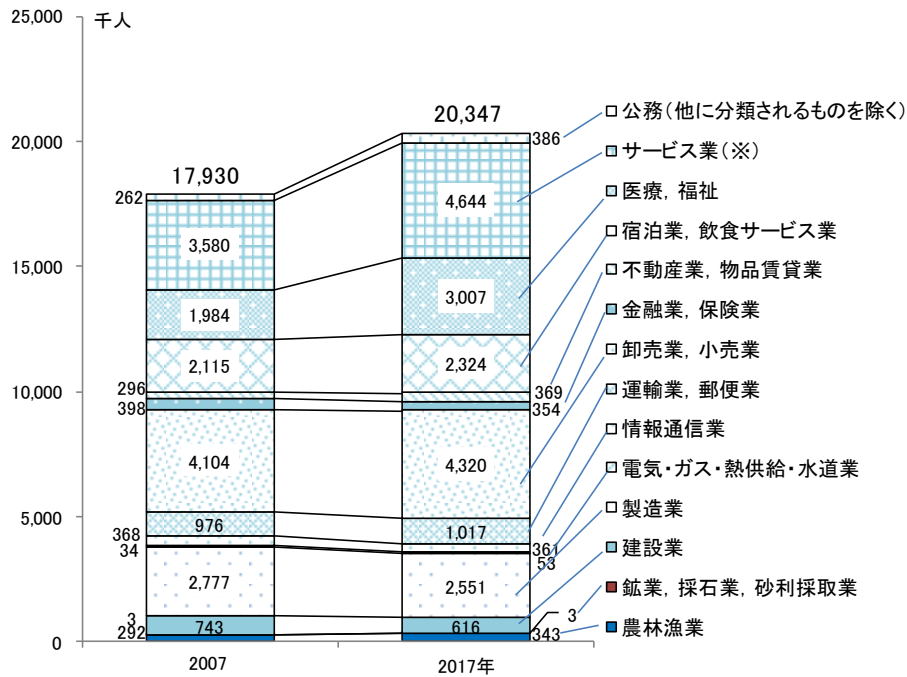 25,000
千人
20,000
15,000
10,000
5,000
0
17,930
262
3,580
1,984
2,115
296
398
4,104
976
368
34
2,777
3
743
292
2007
20,347
386
4,644
3,007
2,324
369
354
4,320
1,017
361
53
2,551
3
616
343
2017年
公務(他に分類されるものを除く)
サービス業(※)
医療, 福祉
宿泊業, 飲食サービス業
不動産業, 物品賃貸業
金融業, 保険業
卸売業, 小売業
運輸業, 郵便業
情報通信業
電気・ガス・熱供給・水道業
製造業
建設業
鉱業, 採石業, 砂利採取業
農林漁業